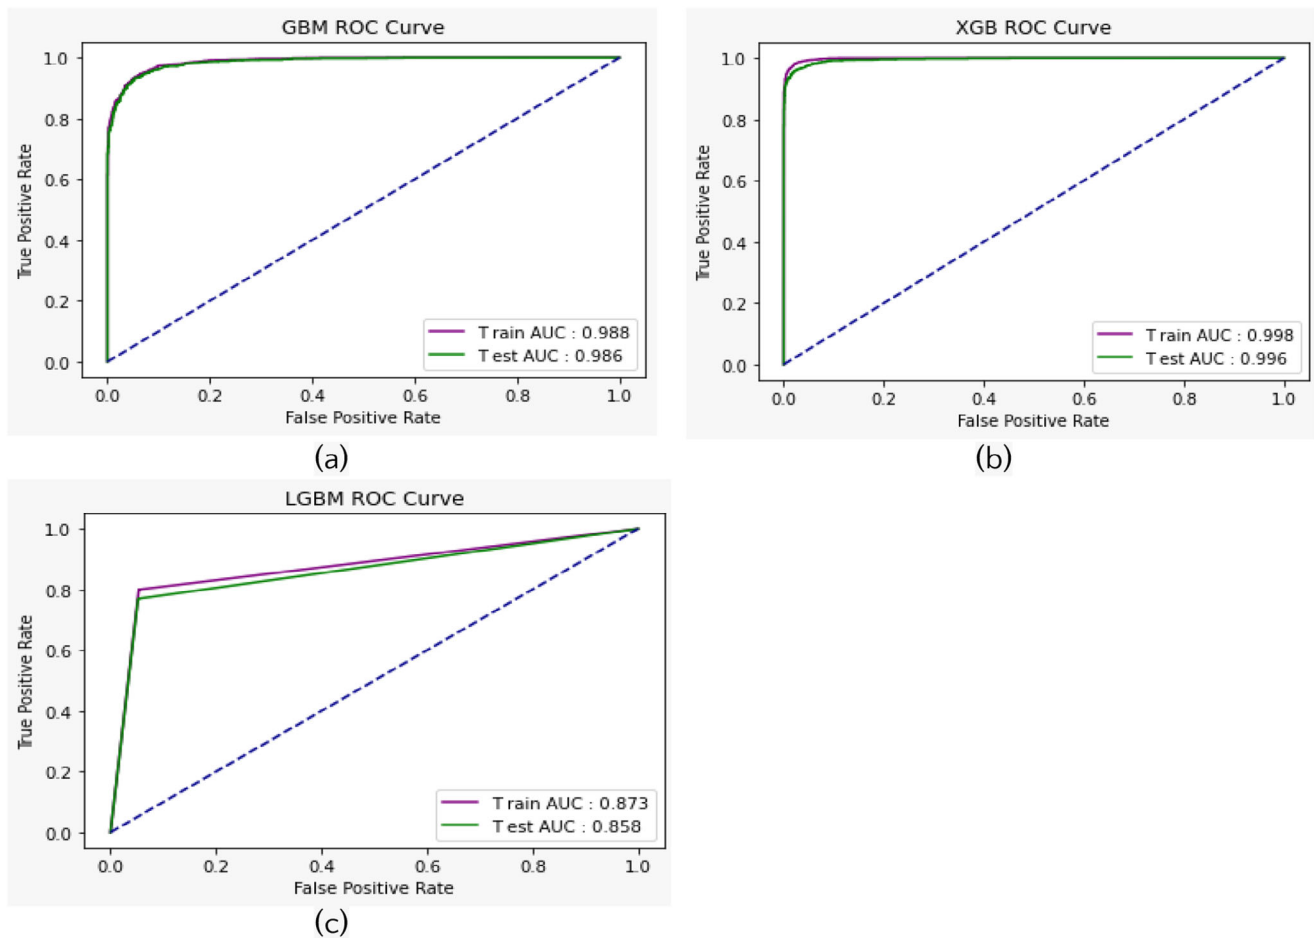 GBM ROC Curve
1.0
0.8
0.6
0.4
0.2
0.0
True Positive Rate
Train AUC : 0.988
Test AUC : 0.986
0.0 0.2 0.4 0.6 0.8 1.0
False Positive Rate
(a)
XGB ROC Curve
1.0
0.8
0.6
0.4
0.2
0.0
True Positive Rate
Train AUC : 0.998
Test AUC : 0.996
0.0 0.2 0.4 0.6 0.8 1.0
False Positive Rate
(b)
LGBM ROC Curve
1.0
0.8
0.6
0.4
0.2
0.0
True Positive Rate
Train AUC : 0.873
Test AUC : 0.858
0.0 0.2 0.4 0.6 0.8 1.0
False Positive Rate
(c)